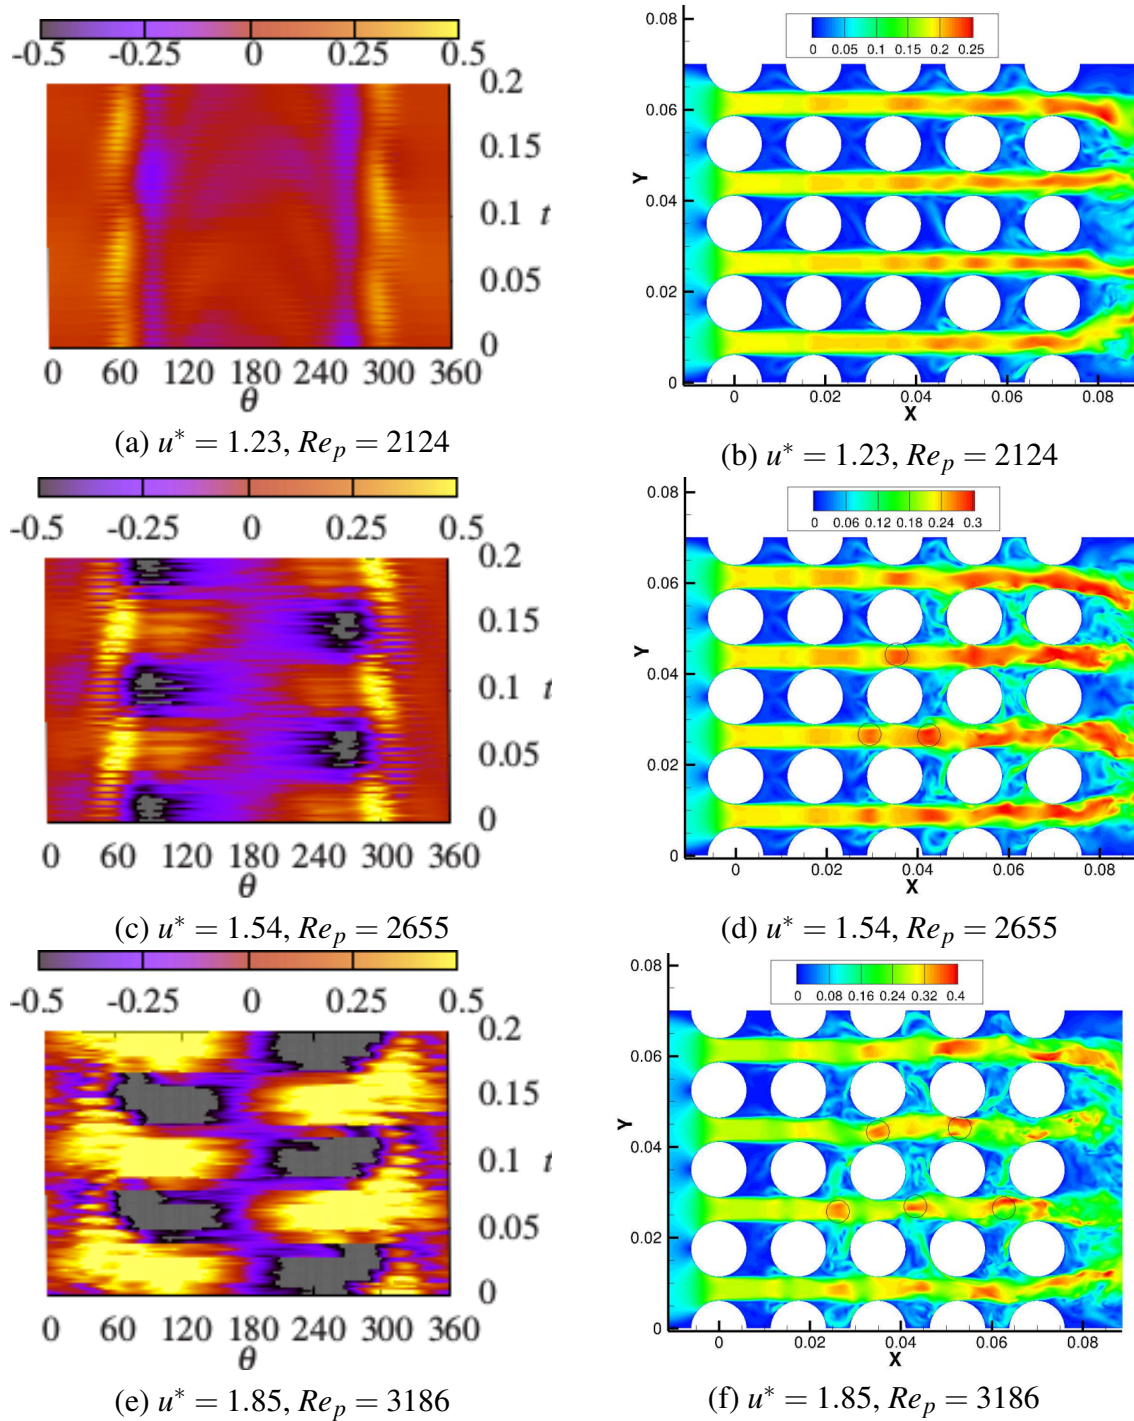 -0.5 -0.25 0 0.25 0.5
0.2
0.15
0.1 t
0.05
0
0 60 120 180 240 300 360
θ
(a) u* = 1.23, Re_p = 2124
0.08
0 0.05 0.1 0.15 0.2 0.25
0.06
Y
0.04
0.02
0
0 0.02 0.04 0.06 0.08
X
(b) u* = 1.23, Re_p = 2124
-0.5 -0.25 0 0.25 0.5
0.2
0.15
0.1 t
0.05
0
0 60 120 180 240 300 360
θ
(c) u* = 1.54, Re_p = 2655
0.08
0 0.06 0.12 0.18 0.24 0.3
0.06
Y
0.04
0.02
0
0 0.02 0.04 0.06 0.08
X
(d) u* = 1.54, Re_p = 2655
-0.5 -0.25 0 0.25 0.5
0.2
0.15
0.1 t
0.05
0
0 60 120 180 240 300 360
θ
(e) u* = 1.85, Re_p = 3186
0.08
0 0.08 0.16 0.24 0.32 0.4
0.06
Y
0.04
0.02
0
0 0.02 0.04 0.06 0.08
X
(f) u* = 1.85, Re_p = 3186